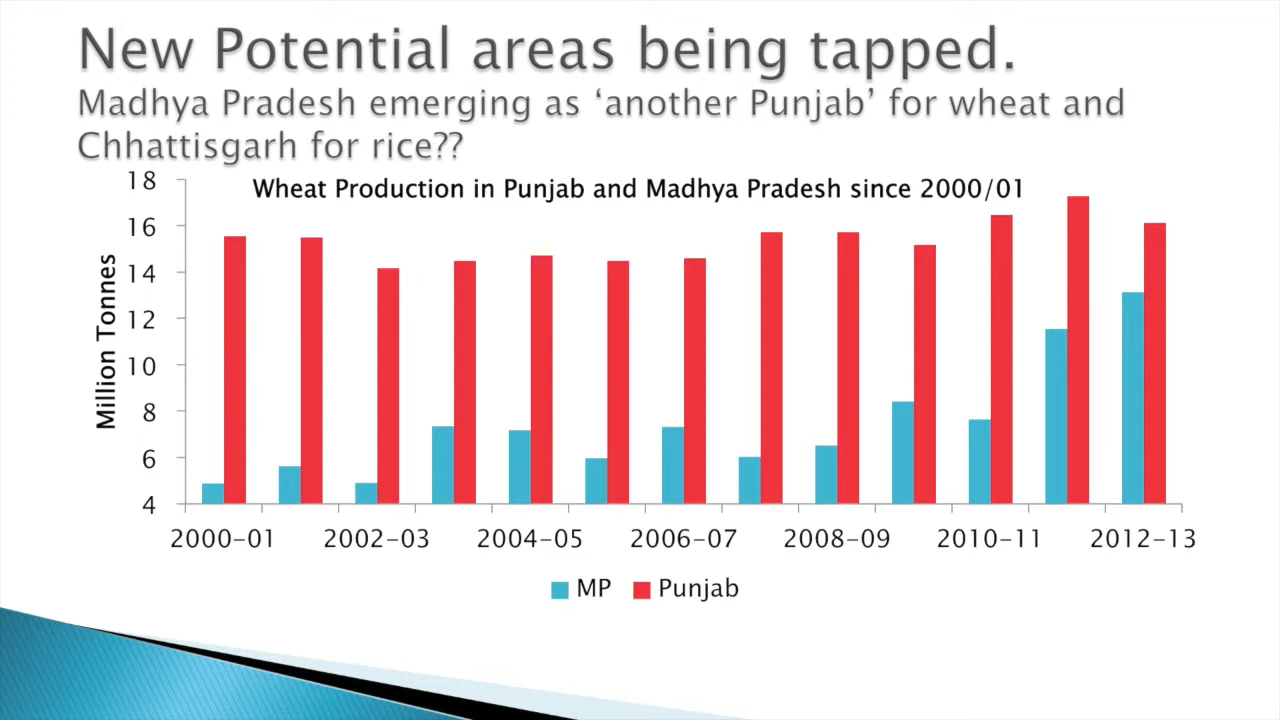 New Potential areas being tapped.
Madhya Pradesh emerging as ‘another Punjab’ for wheat and
Chhattisgarh for rice??
Wheat Production in Punjab and Madhya Pradesh since 2000/01
Million Tonnes
18
16
14
12
10
8
6
4
2000-01 2002-03 2004-05 2006-07 2008-09 2010-11 2012-13
MP Punjab